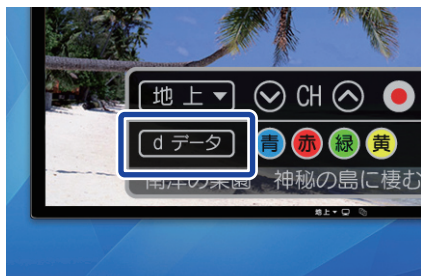 地上▼ CH
d データ 青 赤 緑 黄
南洋の楽園 神秘の島に棲む
地上▼